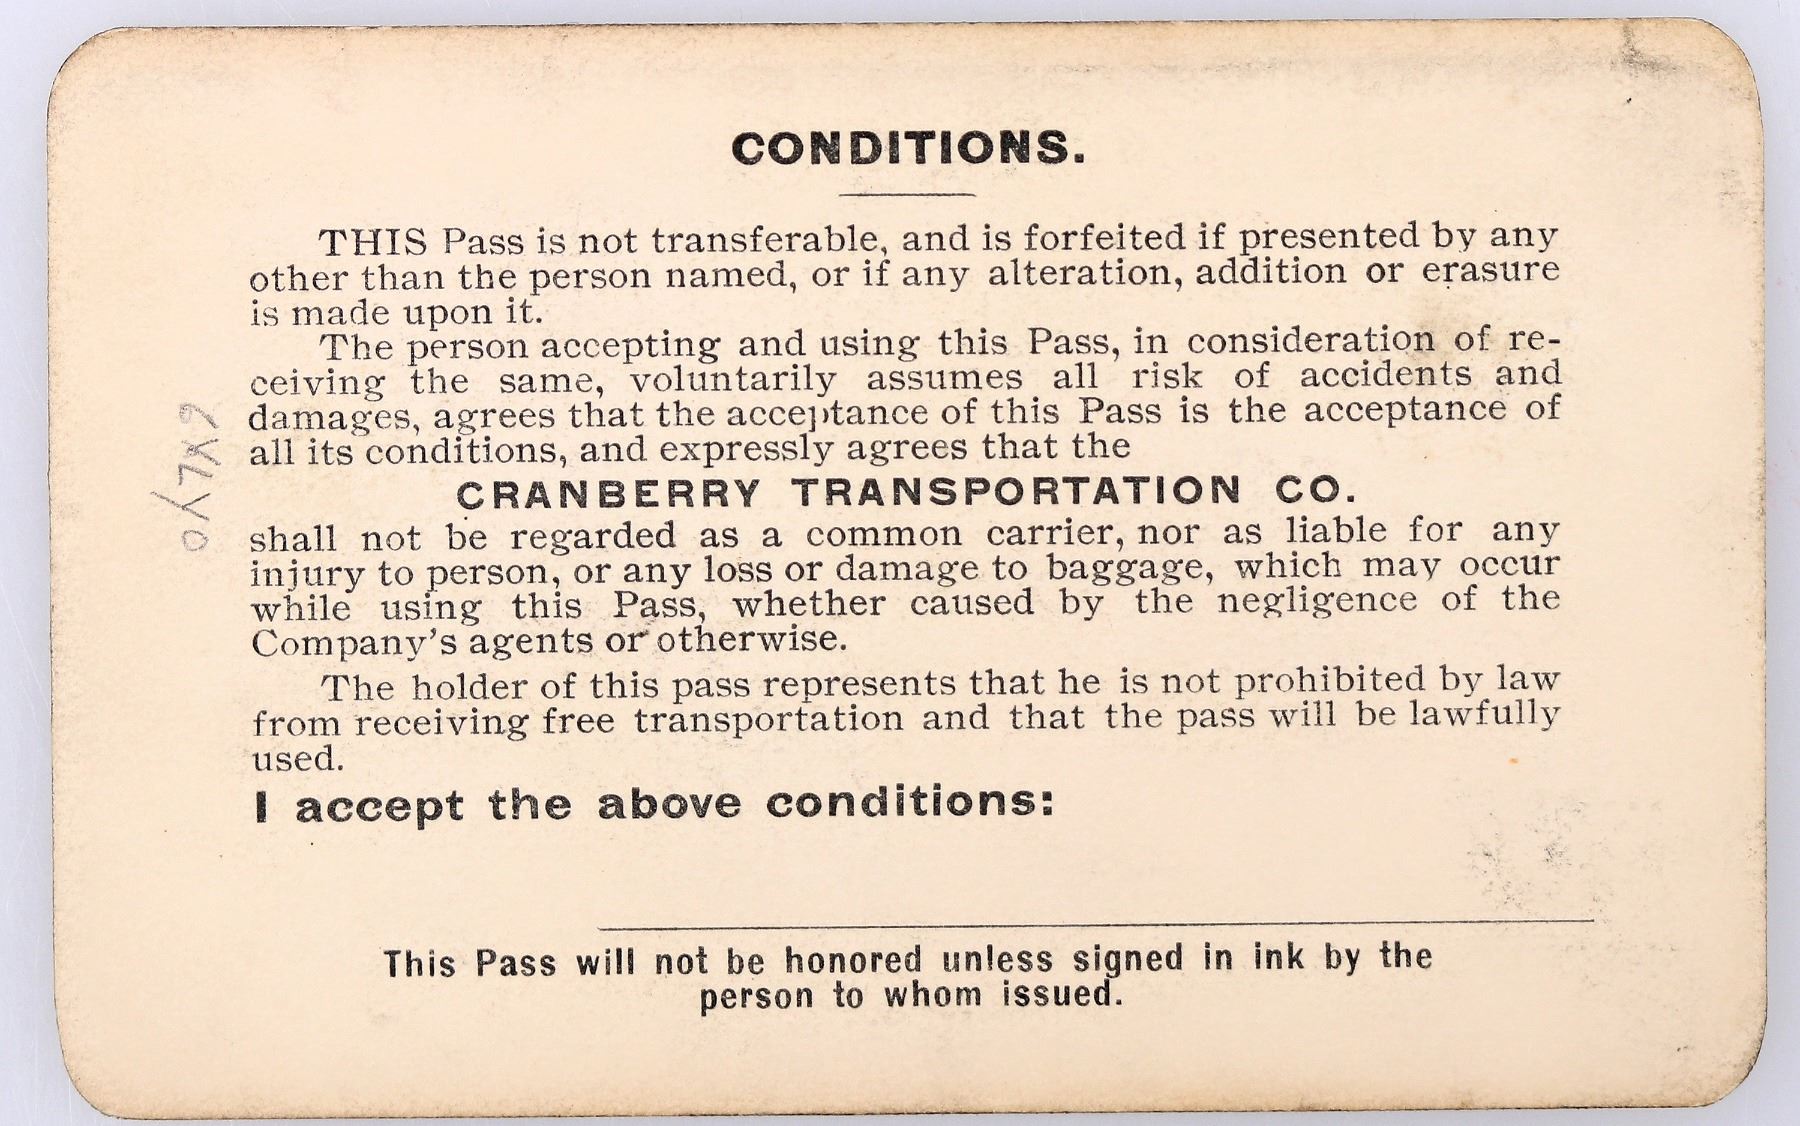 CONDITIONS.
THIS Pass is not transferable, and is forfeited if presented by any
other than the person named, or if any alteration, addition or erasure
is made upon it.
The person accepting and using this Pass, in consideration of re-
ceiving the same, voluntarily assumes all risk of accidents and
damages, agrees that the acceptance of this Pass is the acceptance of
all its conditions, and expressly agrees that the
CRANBERRY TRANSPORTATION CO.
shall not be regarded as a common carrier, nor as liable for any
injury to person, or any loss or damage to baggage, which may occur
while using this Pass, whether caused by the negligence of the
Company's agents or otherwise.
The holder of this pass represents that he is not prohibited by law
from receiving free transportation and that the pass will be lawfully
used.
I accept the above conditions:
This Pass will not be honored unless signed in ink by the
person to whom issued.